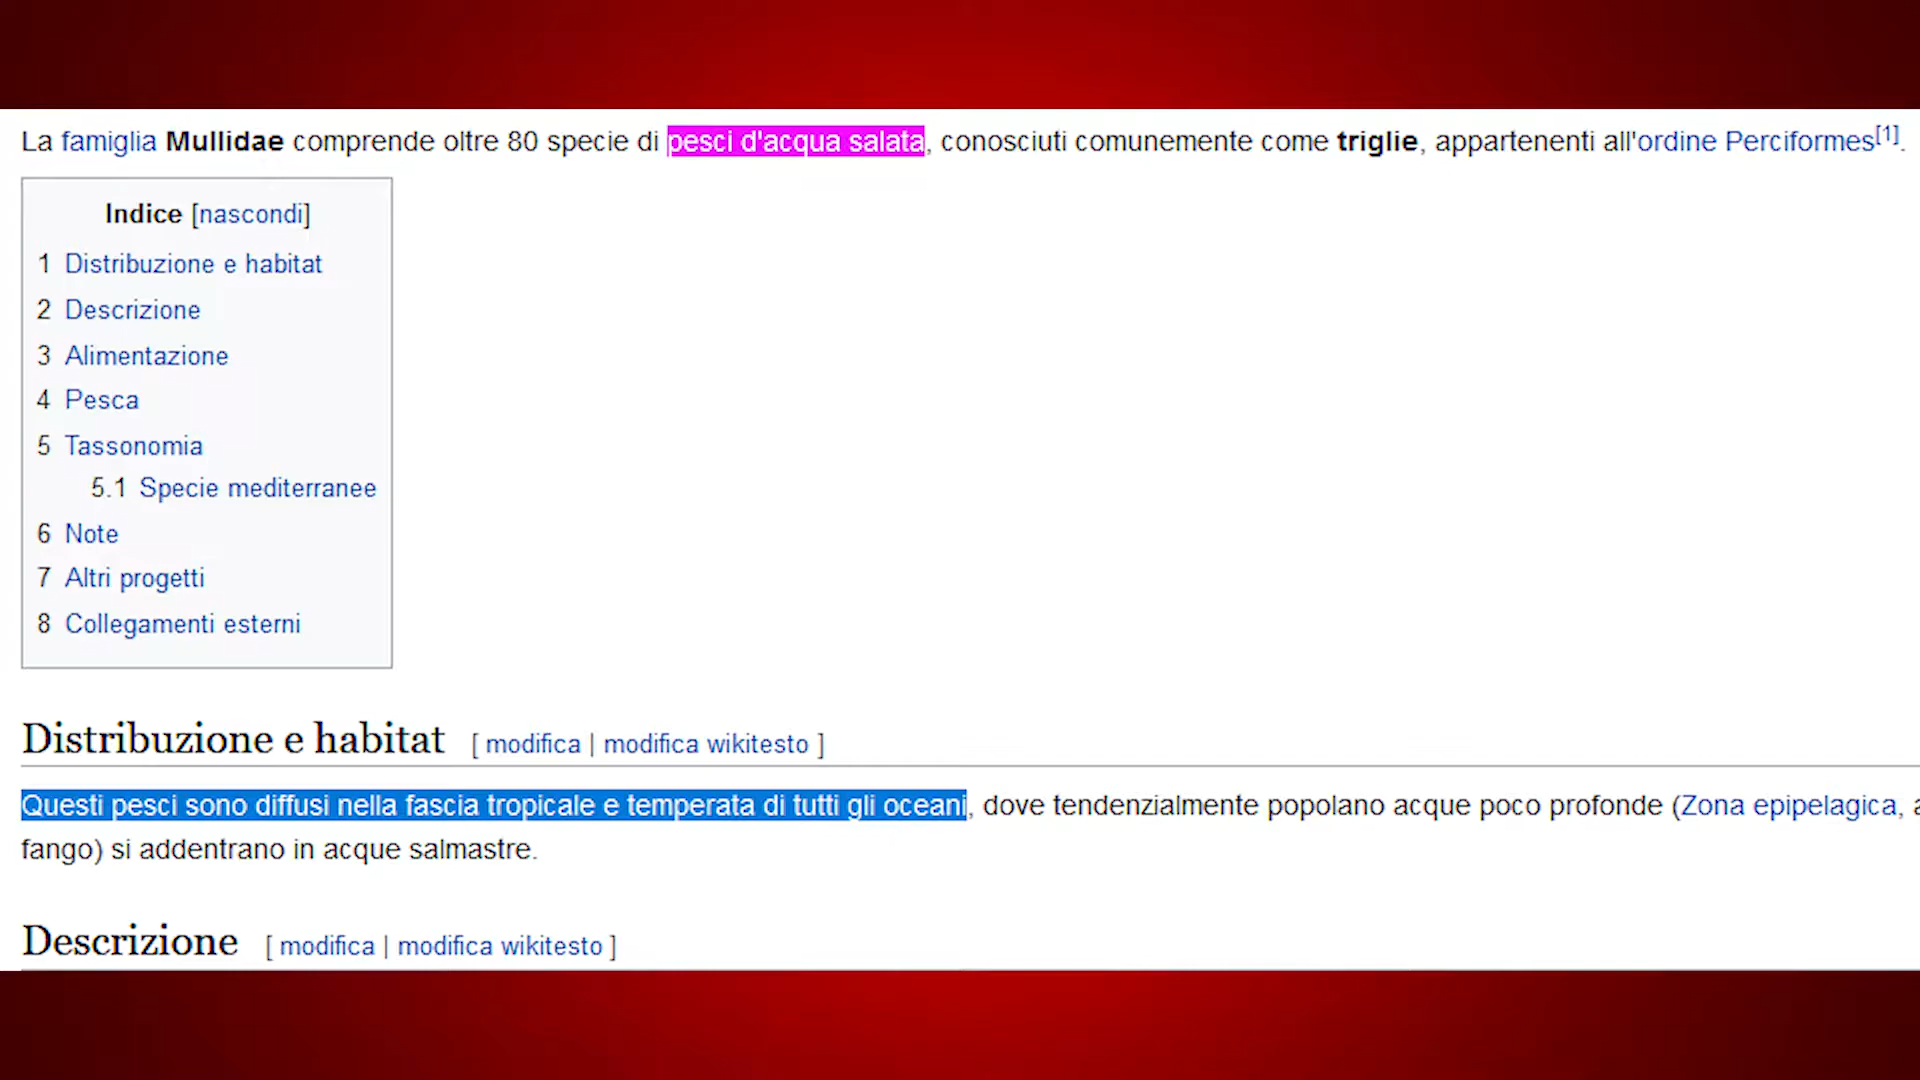 La famiglia Mullidae comprende oltre 80 specie di pesci d'acqua salata, conosciuti comunemente come triglie, appartenenti all'ordine Perciformes[1].
Indice [nascondi]
1 Distribuzione e habitat
2 Descrizione
3 Alimentazione
4 Pesca
5 Tassonomia
5.1 Specie mediterranee
6 Note
7 Altri progetti
8 Collegamenti esterni
Distribuzione e habitat [ modifica | modifica wikitesto ]
Questi pesci sono diffusi nella fascia tropicale e temperata di tutti gli oceani, dove tendenzialmente popolano acque poco profonde (Zona epipelagica,
fango) si addentrano in acque salmastre.
Descrizione [ modifica | modifica wikitesto ]